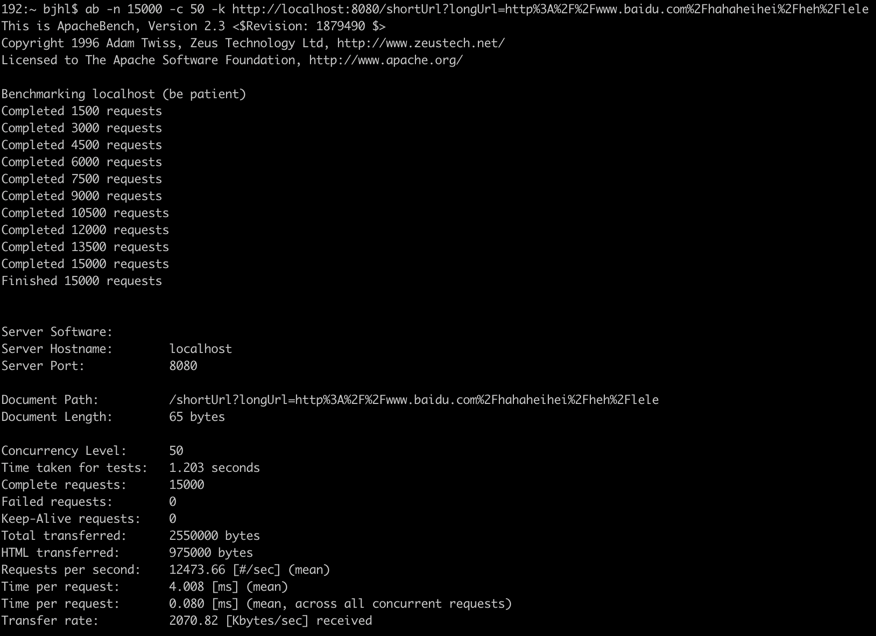 192:~ bjhl$ ab -n 15000 -c 50 -k http://localhost:8080/shortUrl?longUrl=http%3A%2F%2Fwww.baidu.com%2Fhahaheihei%2Fheh%2Flele
This is ApacheBench, Version 2.3 <$Revision: 1879490 $>
Copyright 1996 Adam Twiss, Zeus Technology Ltd, http://www.zeustech.net/
Licensed to The Apache Software Foundation, http://www.apache.org/

Benchmarking localhost (be patient)
Completed 1500 requests
Completed 3000 requests
Completed 4500 requests
Completed 6000 requests
Completed 7500 requests
Completed 9000 requests
Completed 10500 requests
Completed 12000 requests
Completed 13500 requests
Completed 15000 requests
Finished 15000 requests


Server Software:
Server Hostname:        localhost
Server Port:            8080

Document Path:          /shortUrl?longUrl=http%3A%2F%2Fwww.baidu.com%2Fhahaheihei%2Fheh%2Flele
Document Length:        65 bytes

Concurrency Level:      50
Time taken for tests:   1.203 seconds
Complete requests:      15000
Failed requests:        0
Keep-Alive requests:    0
Total transferred:      2550000 bytes
HTML transferred:       975000 bytes
Requests per second:    12473.66 [#/sec] (mean)
Time per request:       4.008 [ms] (mean)
Time per request:       0.080 [ms] (mean, across all concurrent requests)
Transfer rate:          2070.82 [Kbytes/sec] received